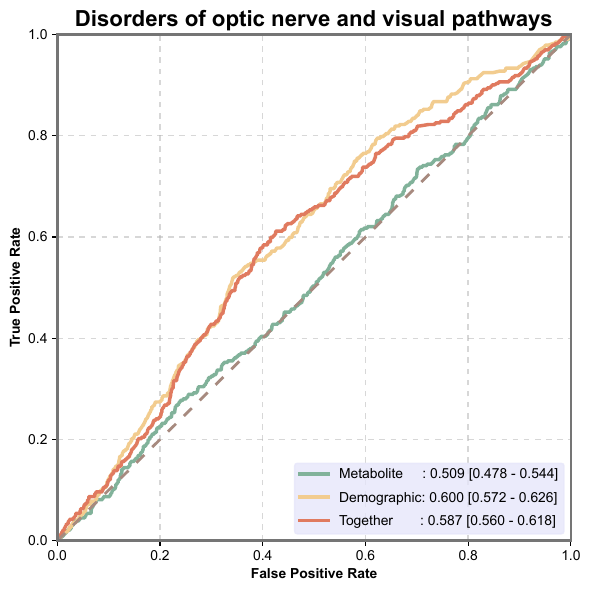 Disorders of optic nerve and visual pathways
1.0
0.8
0.6
0.4
0.2
0.0
True Positive Rate
Metabolite : 0.509 [0.478 - 0.544]
Demographic: 0.600 [0.572 - 0.626]
Together : 0.587 [0.560 - 0.618]
0.0 0.2 0.4 0.6 0.8 1.0
False Positive Rate